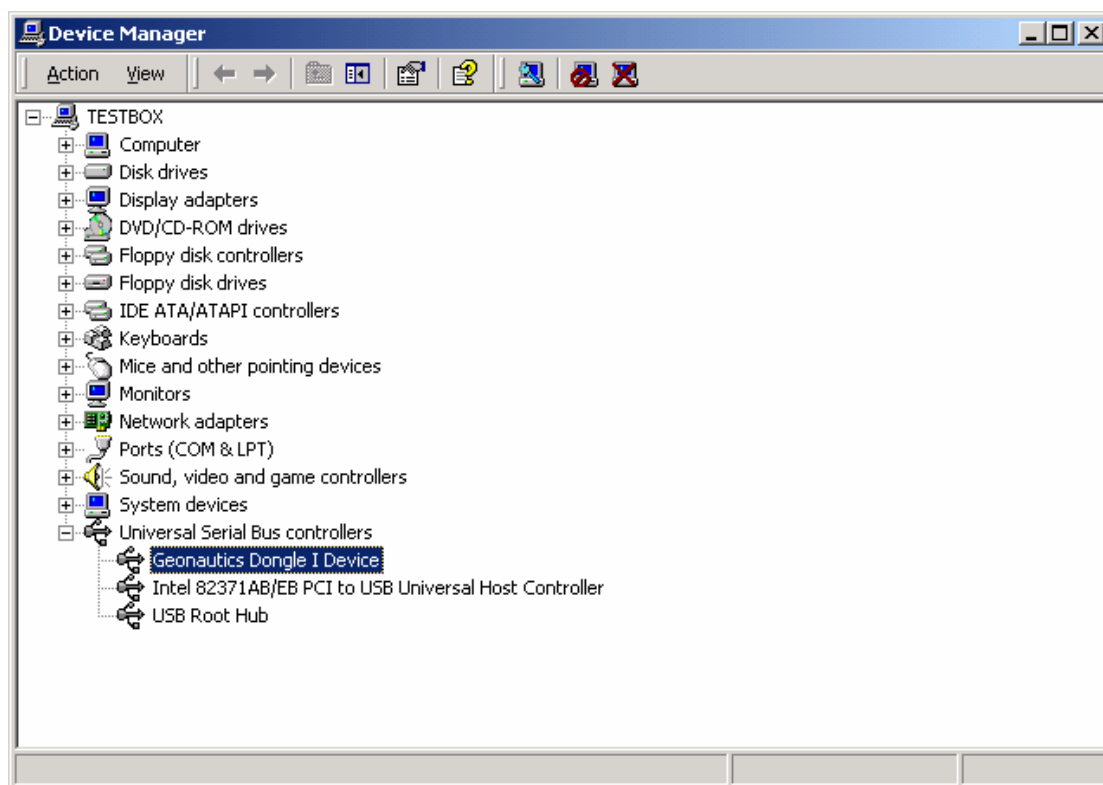 Device Manager
Action View
TESTBOX
Computer
Disk drives
Display adapters
DVD/CD-ROM drives
Floppy disk controllers
Floppy disk drives
IDE ATA/ATAPI controllers
Keyboards
Mice and other pointing devices
Monitors
Network adapters
Ports (COM & LPT)
Sound, video and game controllers
System devices
Universal Serial Bus controllers
Geonautics Dongle I Device
Intel 82371AB/EB PCI to USB Universal Host Controller
USB Root Hub